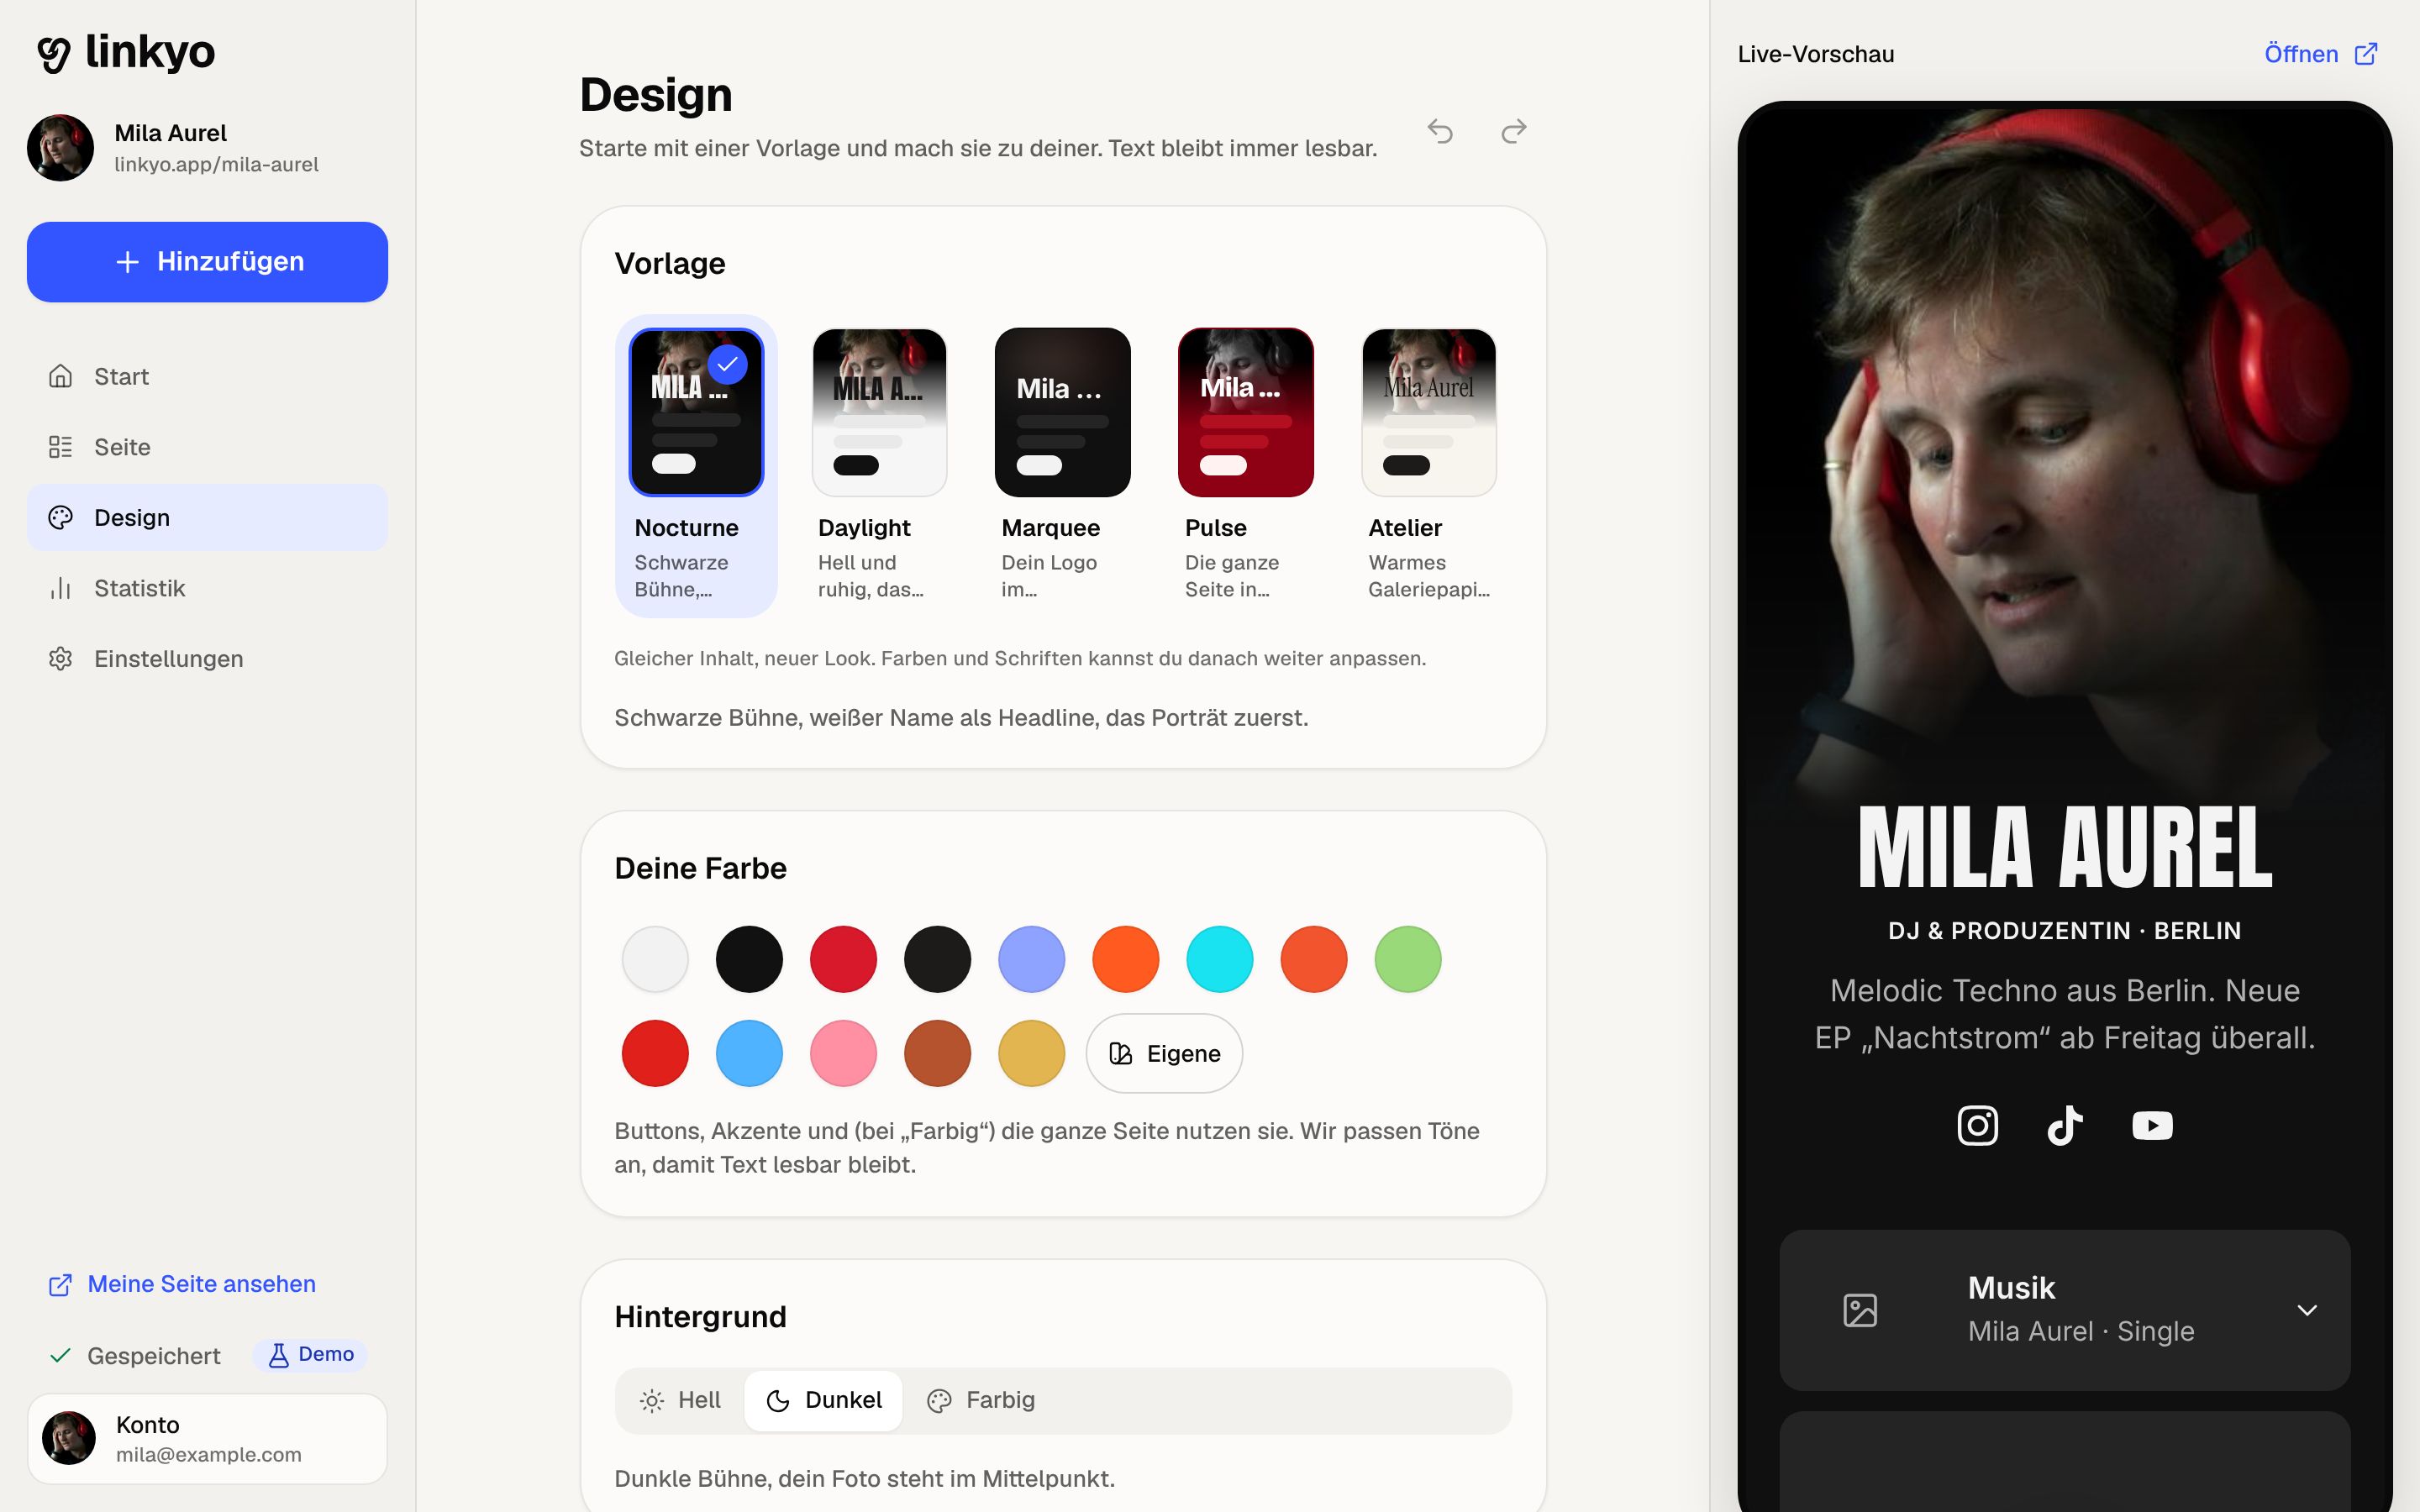 linkyo
Mila Aurel
linkyo.app/mila-aurel
Hinzufügen
Start
Seite
Design
Statistik
Einstellungen
Meine Seite ansehen
Gespeichert
Demo
Konto
mila@example.com
Design
Starte mit einer Vorlage und mach sie zu deiner. Text bleibt immer lesbar.
Vorlage
MILA ...
MILA A...
Mila ...
Mila ...
Mila Aurel
Nocturne
Schwarze
Bühne,...
Daylight
Hell und
ruhig, das...
Marquee
Dein Logo
im...
Pulse
Die ganze
Seite in...
Atelier
Warmes
Galeriepapi...
Gleicher Inhalt, neuer Look. Farben und Schriften kannst du danach weiter anpassen.
Schwarze Bühne, weißer Name als Headline, das Porträt zuerst.
Deine Farbe
Eigene
Buttons, Akzente und (bei „Farbig“) die ganze Seite nutzen sie. Wir passen Töne
an, damit Text lesbar bleibt.
Hintergrund
Hell
Dunkel
Farbig
Dunkle Bühne, dein Foto steht im Mittelpunkt.
Live-Vorschau
Öffnen
MILA AUREL
DJ & PRODUZENTIN · BERLIN
Melodic Techno aus Berlin. Neue
EP „Nachtstrom“ ab Freitag überall.
Musik
Mila Aurel · Single